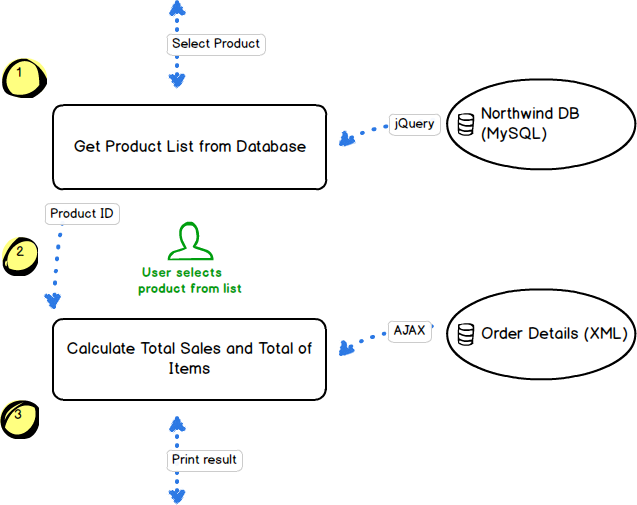 Select Product
1
Get Product List from Database
jQuery
Northwind DB
(MySQL)
Product ID
2
User selects
product from list
Calculate Total Sales and Total of
Items
AJAX
Order Details (XML)
3
Print result